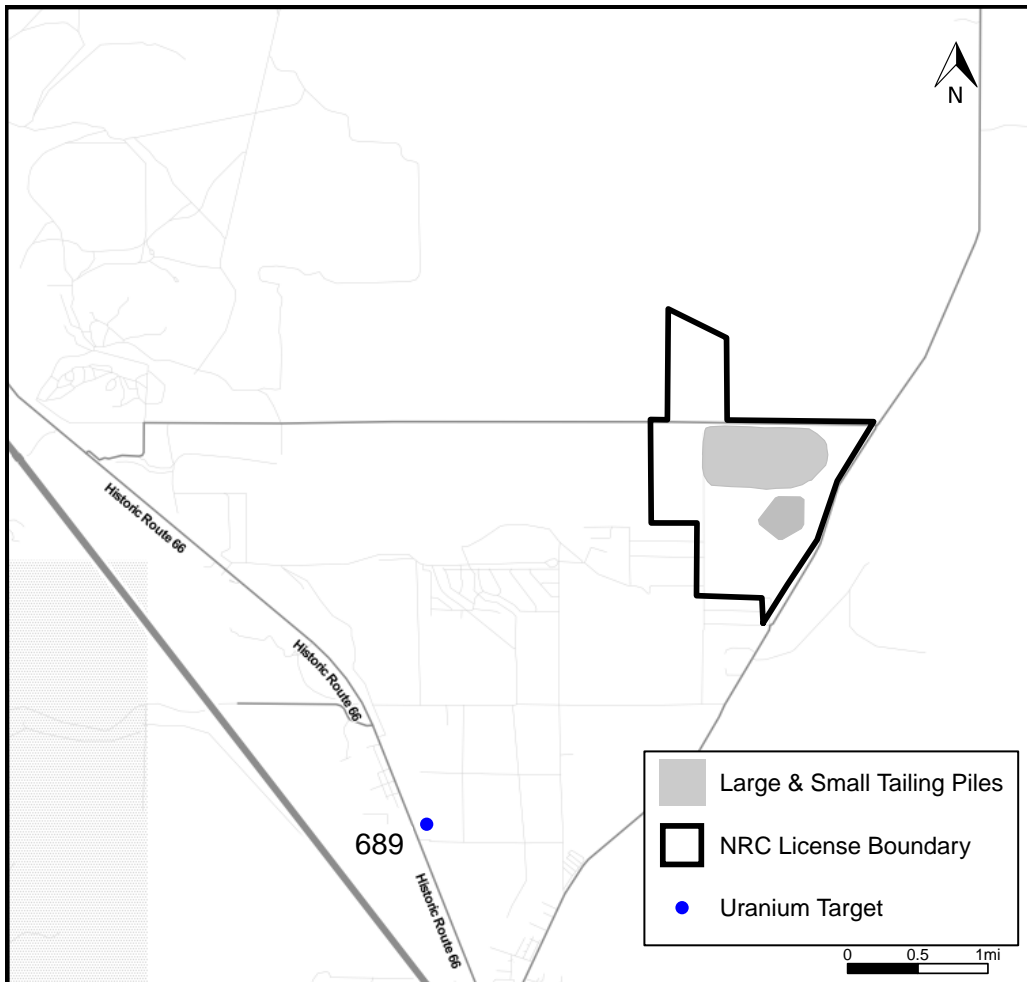 N
Historic Route 66
Historic Route 66
689
Historic Route 66
Large & Small Tailing Piles
NRC License Boundary
Uranium Target
0 0.5 1mi